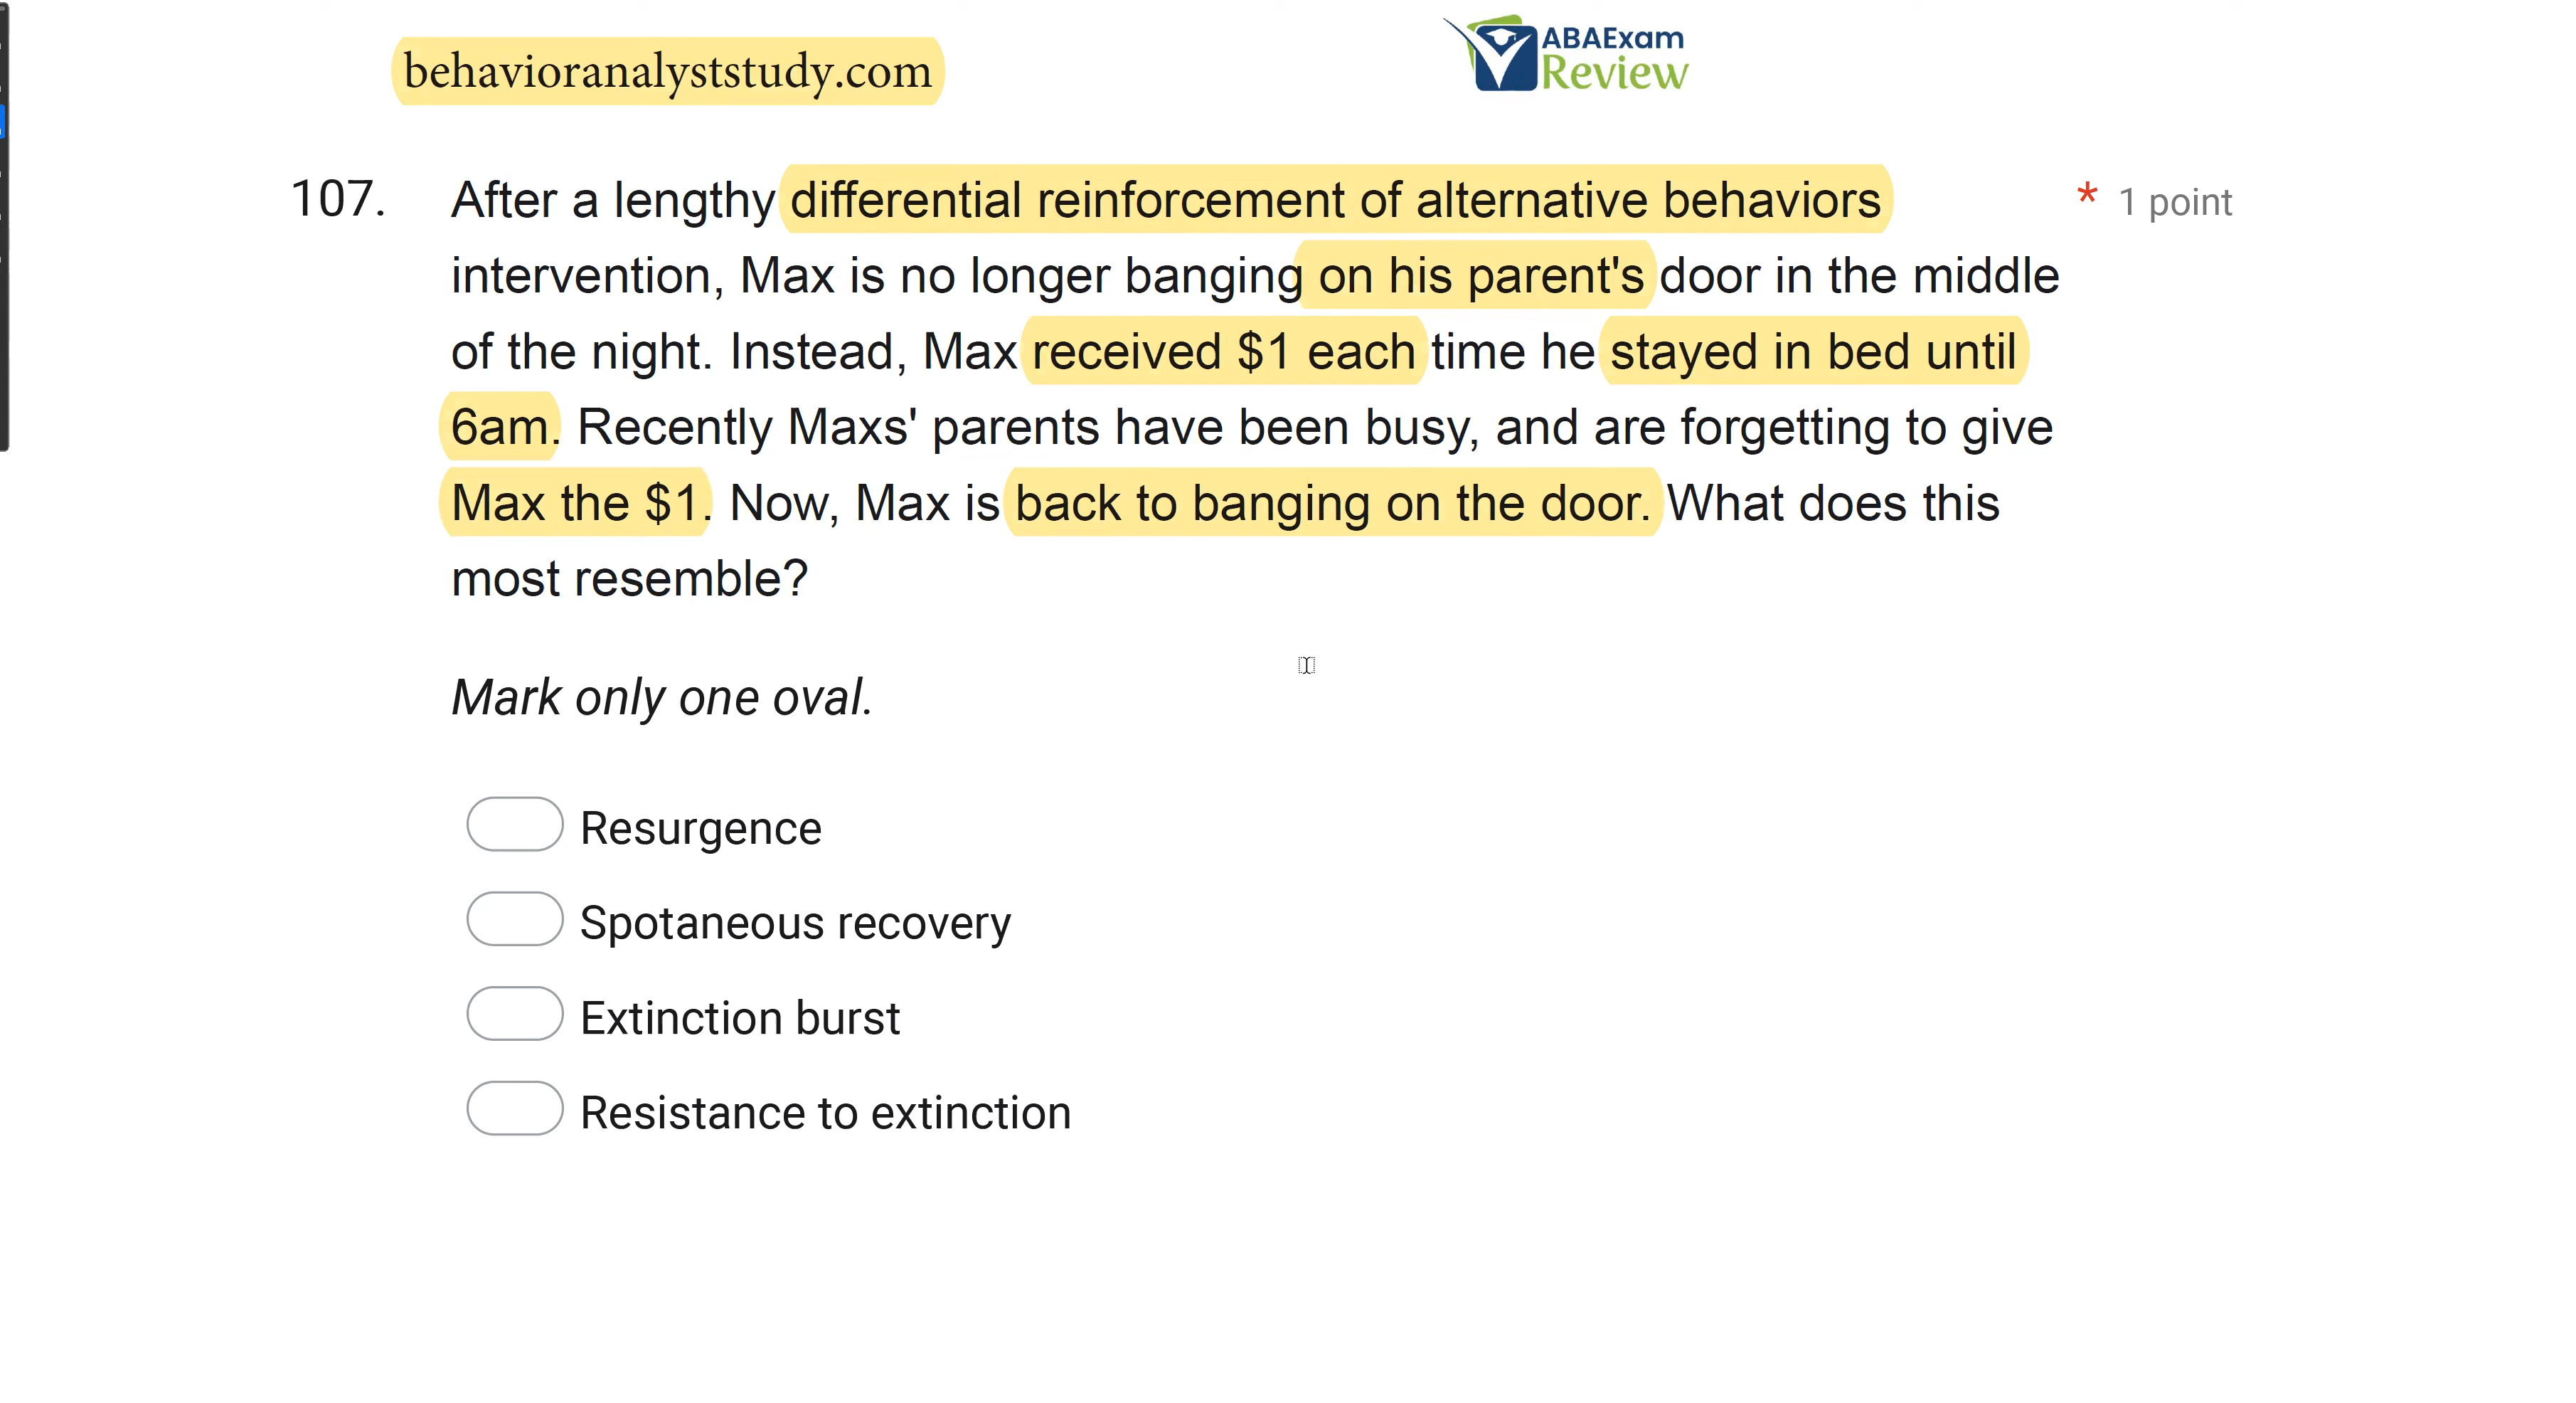 behavioranalyststudy.com
ABAExam
Review
107. After a lengthy differential reinforcement of alternative behaviors * 1 point
intervention, Max is no longer banging on his parent's door in the middle
of the night. Instead, Max received $1 each time he stayed in bed until
6am. Recently Maxs' parents have been busy, and are forgetting to give
Max the $1. Now, Max is back to banging on the door. What does this
most resemble?
Mark only one oval.
Resurgence
Spotaneous recovery
Extinction burst
Resistance to extinction